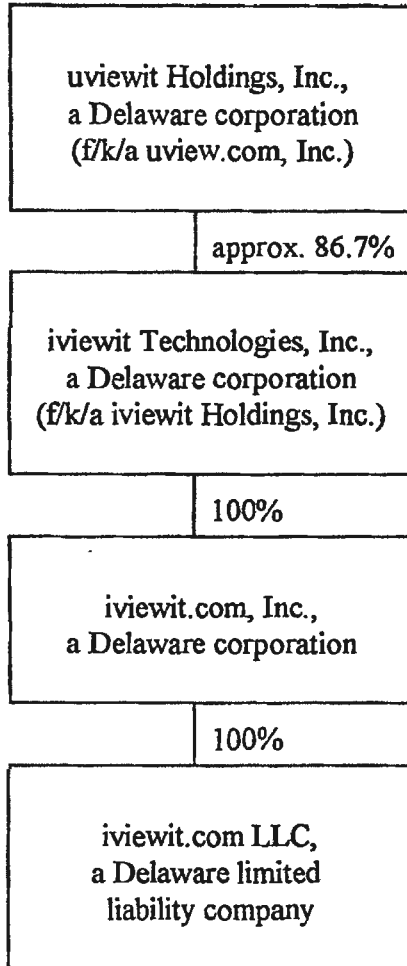 uviewit Holdings, Inc.,
a Delaware corporation
(f/k/a uview.com, Inc.)
approx. 86.7%
iviewit Technologies, Inc.,
a Delaware corporation
(f/k/a iviewit Holdings, Inc.)
100%
iviewit.com, Inc.,
a Delaware corporation
100%
iviewit.com LLC,
a Delaware limited
liability company